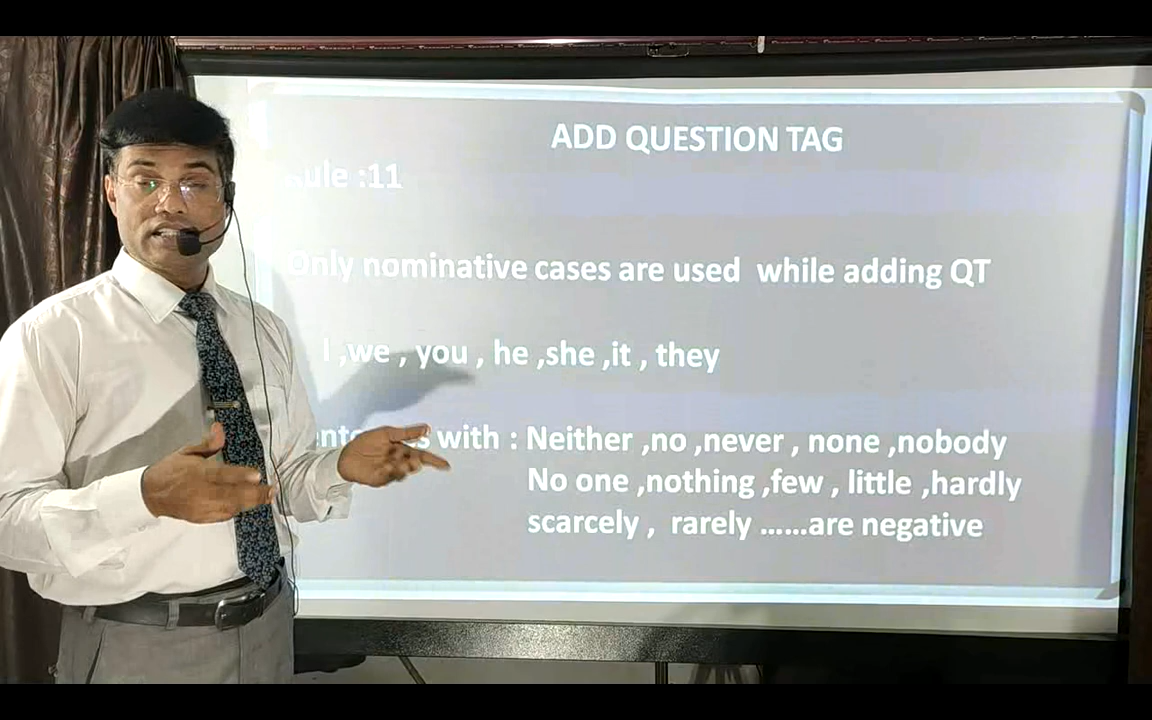 ADD QUESTION TAG
Rule :11
Only nominative cases are used while adding QT
I ,we , you , he ,she ,it , they
with : Neither ,no ,never , none ,nobody
No one ,nothing ,few , little ,hardly
scarcely , rarely ......are negative